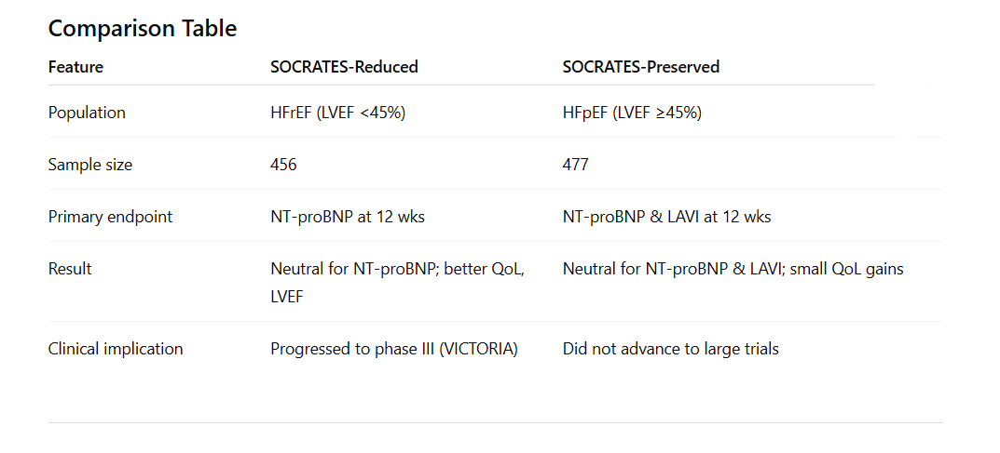 Comparison Table
Feature SOCRATES-Reduced SOCRATES-Preserved
Population HFrEF (LVEF <45%) HFpEF (LVEF ≥45%)
Sample size 456 477
Primary endpoint NT-proBNP at 12 wks NT-proBNP & LAVI at 12 wks
Result Neutral for NT-proBNP; better QoL, Neutral for NT-proBNP & LAVI; small QoL gains
LVEF
Clinical implication Progressed to phase III (VICTORIA) Did not advance to large trials